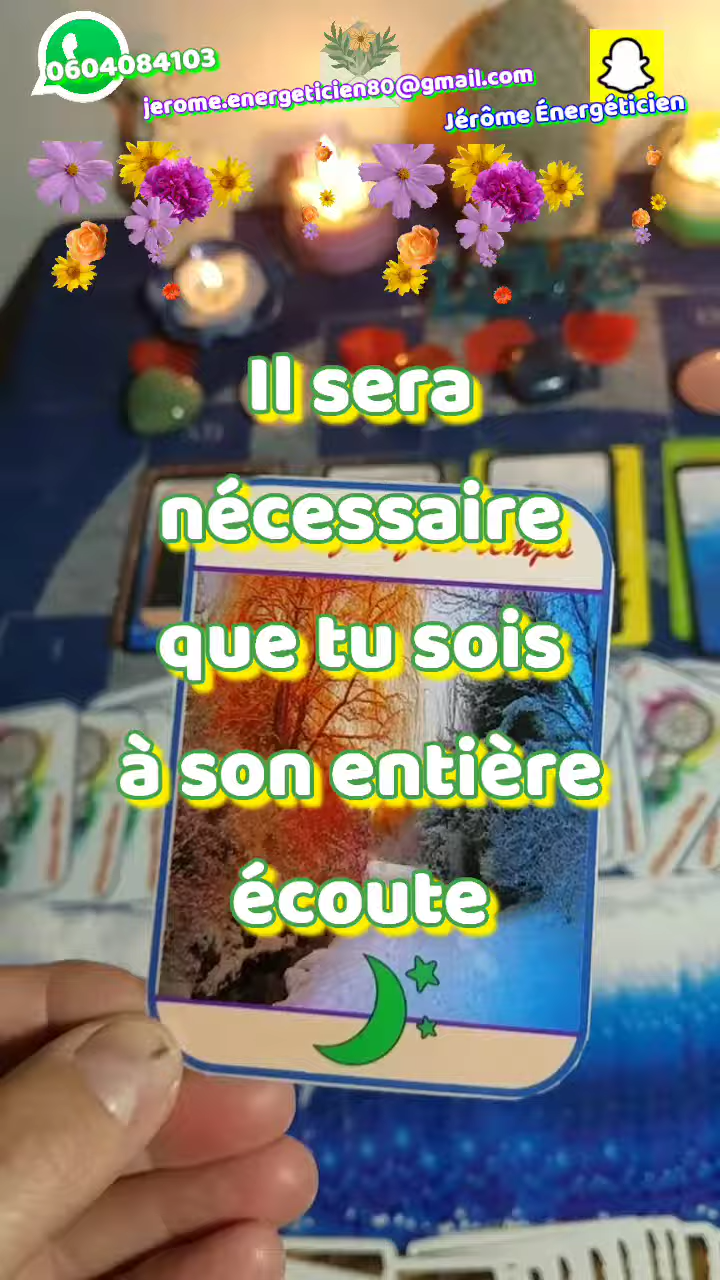 0604084103
jerome.energeticien80@gmail.com
Jérôme Énergéticien
Il sera
nécessaire
que tu sois
à son entière
écoute